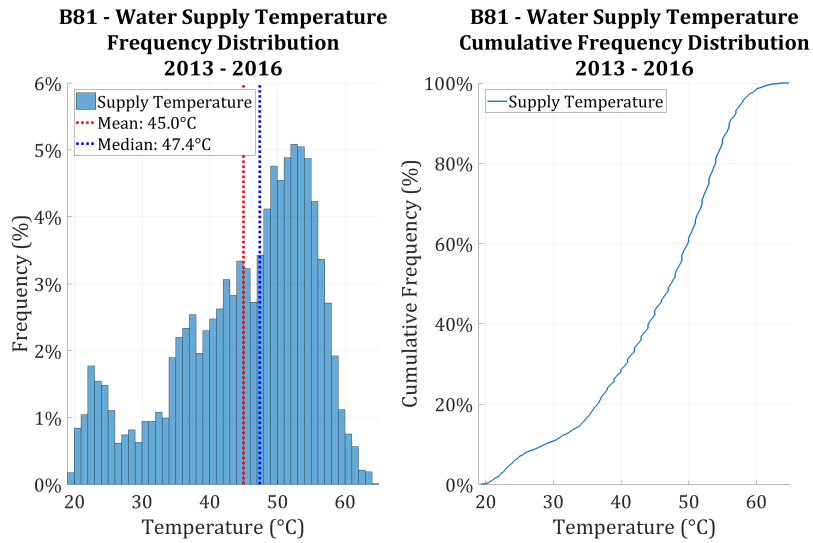 B81 - Water Supply Temperature
Frequency Distribution
2013 - 2016
6%
5%
4%
3%
2%
1%
0%
Frequency (%)
Supply Temperature
Mean: 45.0°C
Median: 47.4°C
20 30 40 50 60
Temperature (°C)
B81 - Water Supply Temperature
Cumulative Frequency Distribution
2013 - 2016
100%
80%
60%
40%
20%
0%
Cumulative Frequency (%)
Supply Temperature
20 30 40 50 60
Temperature (°C)